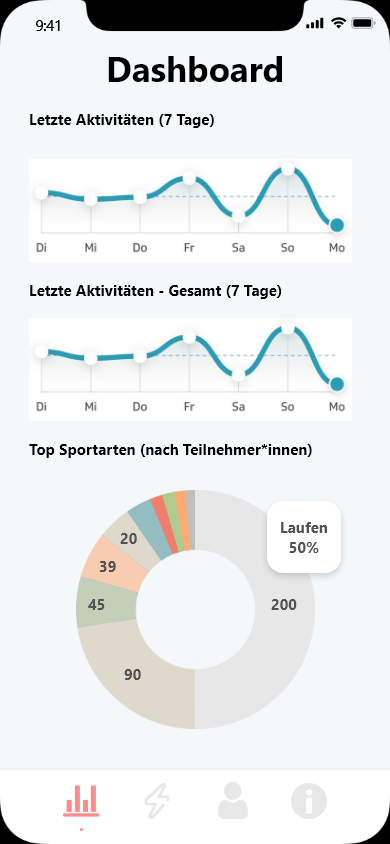 9:41
Dashboard
Letzte Aktivitäten (7 Tage)
Di Mi Do Fr Sa So Mo
Letzte Aktivitäten - Gesamt (7 Tage)
Di Mi Do Fr Sa So Mo
Top Sportarten (nach Teilnehmer*innen)
Laufen
50%
20
39
45
200
90